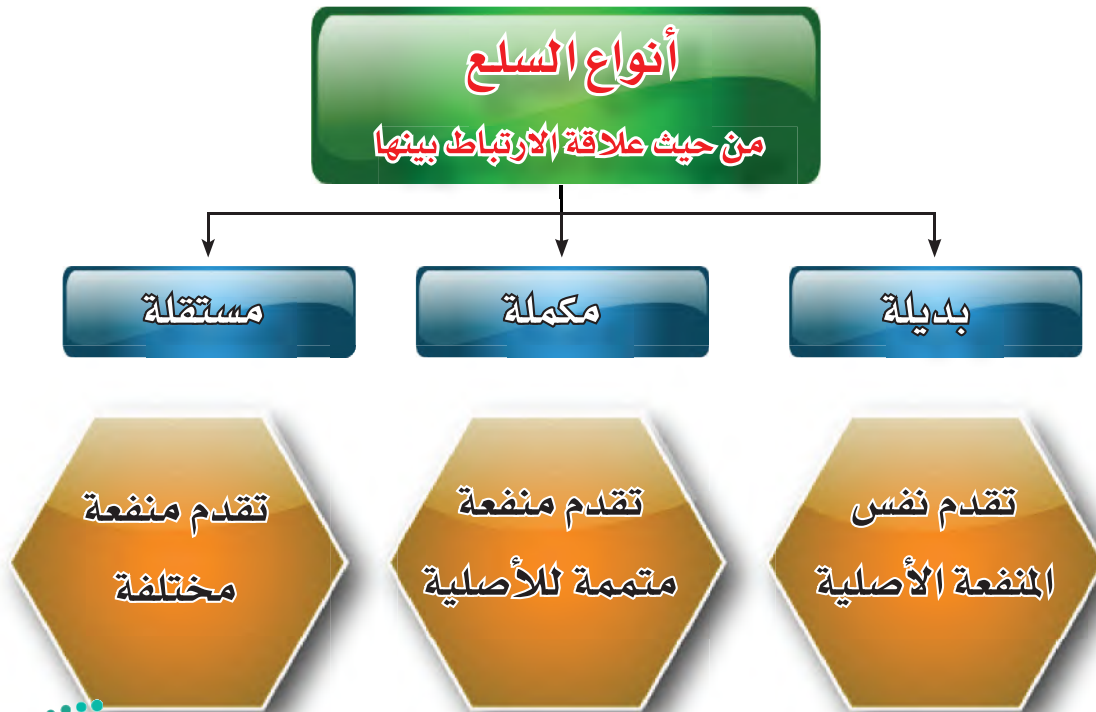 أنواع السلع
من حيث علاقة الارتباط بينها
بديلة
مكملة
مستقلة
تقدم نفس
المنفعة الأصلية
تقدم منفعة
متممة للأصلية
تقدم منفعة
مختلفة